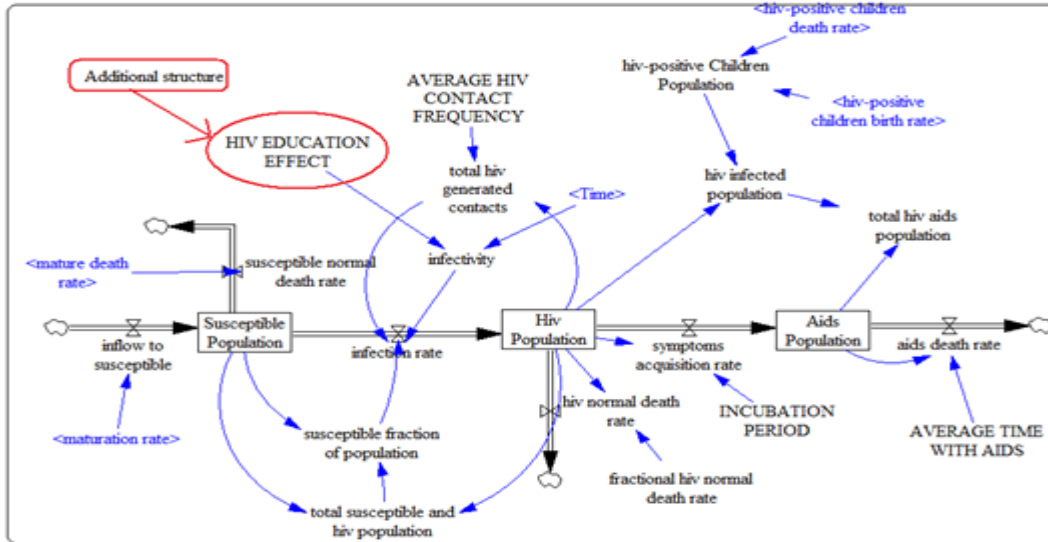 <hiv-positive children
death rate>
Additional structure
hiv-positive Children
Population
AVERAGE HIV
CONTACT
FREQUENCY
<hiv-positive
children birth rate>
HIV EDUCATION
EFFECT
total hiv
generated
contacts
hiv infected
population
<Time>
total hiv aids
population
<mature death
rate>
susceptible normal
death rate
infectivity
Susceptible
Population
Hiv
Population
Aids
Population
inflow to
susceptible
infection rate
symptoms
acquisition rate
aids death rate
hiv normal death
rate
INCUBATION
PERIOD
<maturation rate>
susceptible fraction
of population
AVERAGE TIME
WITH AIDS
fractional hiv normal
death rate
total susceptible and
hiv population